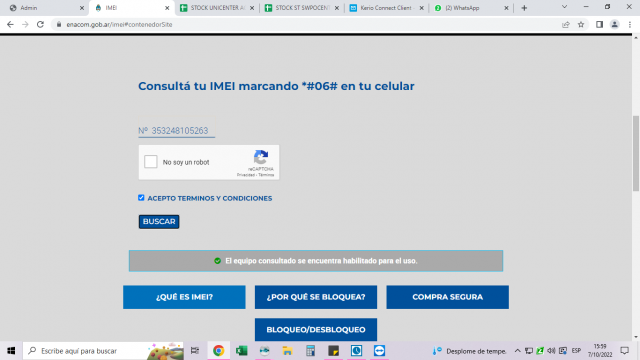 Admin
IMEI
STOCK UNICENTER
STOCK ST SWPOCENT
Kerio Connect Client
(2) WhatsApp
enacom.gob.ar/imei#contenedorSite
Consultá tu IMEI marcando *#06# en tu celular
Nº 353248105263
No soy un robot
reCAPTCHA
Privacidad - Términos
ACEPTO TERMINOS Y CONDICIONES
BUSCAR
El equipo consultado se encuentra habilitado para el uso.
¿QUÉ ES IMEI?
¿POR QUÉ SE BLOQUEA?
COMPRA SEGURA
BLOQUEO/DESBLOQUEO
Escribe aquí para buscar
Desplome de tempe.
ESP
15:59
7/10/2022